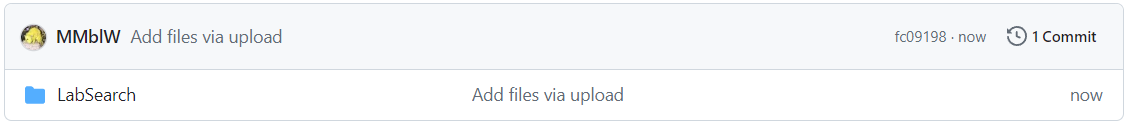 MMblW Add files via upload fc09198 · now 1 Commit
LabSearch Add files via upload now